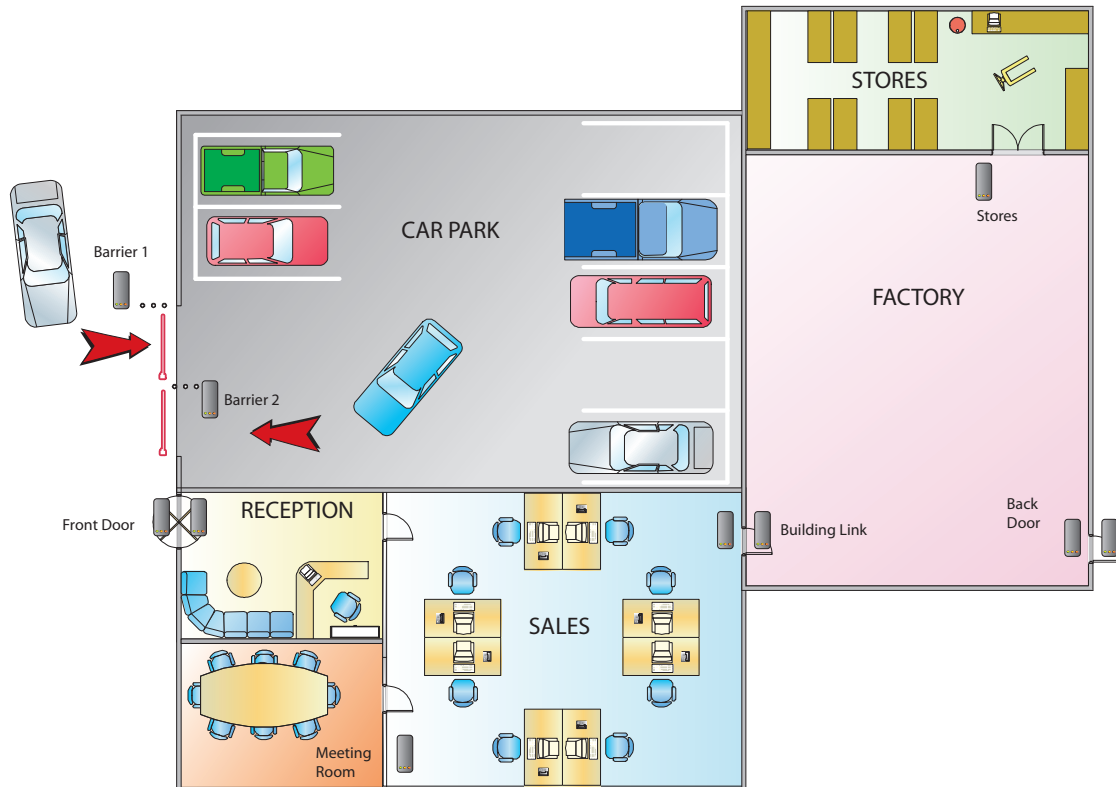 STORES
Stores
CAR PARK
Barrier 1
FACTORY
Barrier 2
RECEPTION
Front Door
Building Link
Back
Door
SALES
Meeting
Room